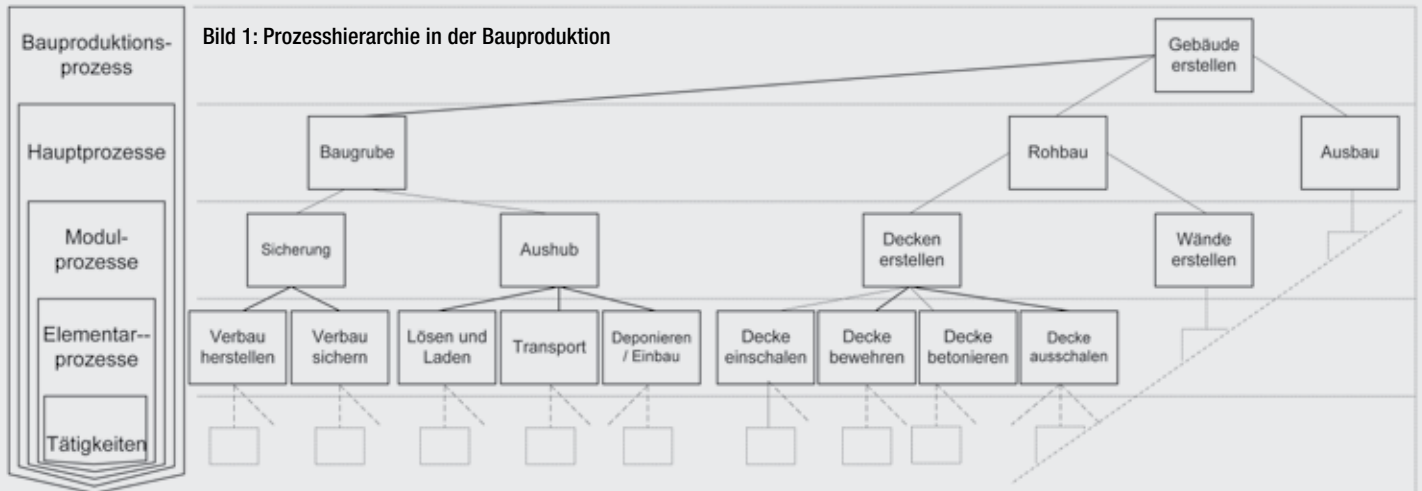 Bild 1: Prozesshierarchie in der Bauproduktion
Bauproduktions-
prozess
Gebäude
erstellen
Hauptprozesse
Baugrube
Rohbau
Ausbau
Modul-
prozesse
Sicherung
Aushub
Decken
erstellen
Wände
erstellen
Elementar--
prozesse
Verbau
herstellen
Verbau
sichern
Lösen und
Laden
Transport
Deponieren
/ Einbau
Decke
einschalen
Decke
bewehren
Decke
betonieren
Decke
ausschalen
Tätigkeiten